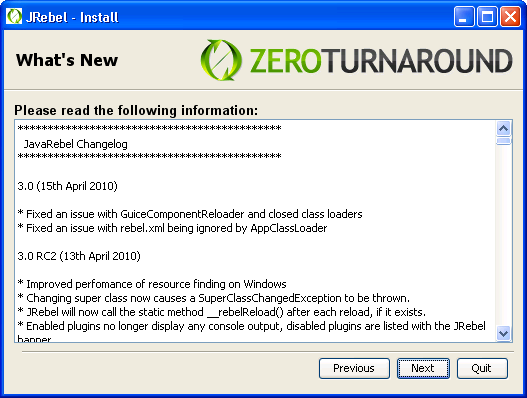 JRebel - Install
What's New
ZEROTURNAROUND
Please read the following information:
********************************************
JavaRebel Changelog
********************************************
3.0 (15th April 2010)
* Fixed an issue with GuiceComponentReloader and closed class loaders
* Fixed an issue with rebel.xml being ignored by AppClassLoader
3.0 RC2 (13th April 2010)
* Improved perfomance of resource finding on Windows
* Changing super class now causes a SuperClassChangedException to be thrown.
* JRebel will now call the static method __rebelReload() after each reload, if it exists.
* Enabled plugins no longer display any console output, disabled plugins are listed with the JRebel
banner
Previous Next Quit